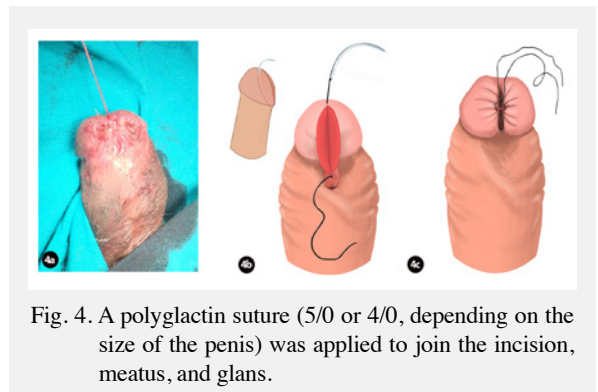 4a
4b
4c
Fig. 4. A polyglactin suture (5/0 or 4/0, depending on the
size of the penis) was applied to join the incision,
meatus, and glans.